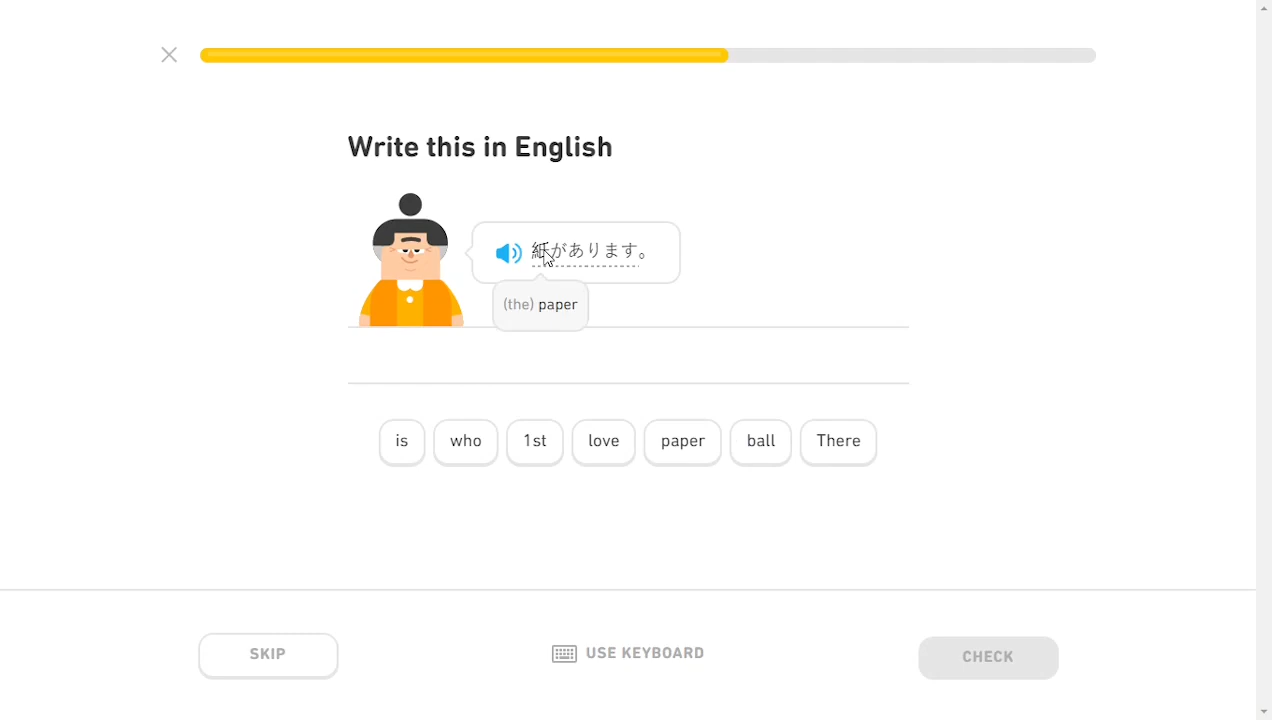 Write this in English
紙があります。
(the) paper
is who 1st love paper ball There
SKIP USE KEYBOARD CHECK